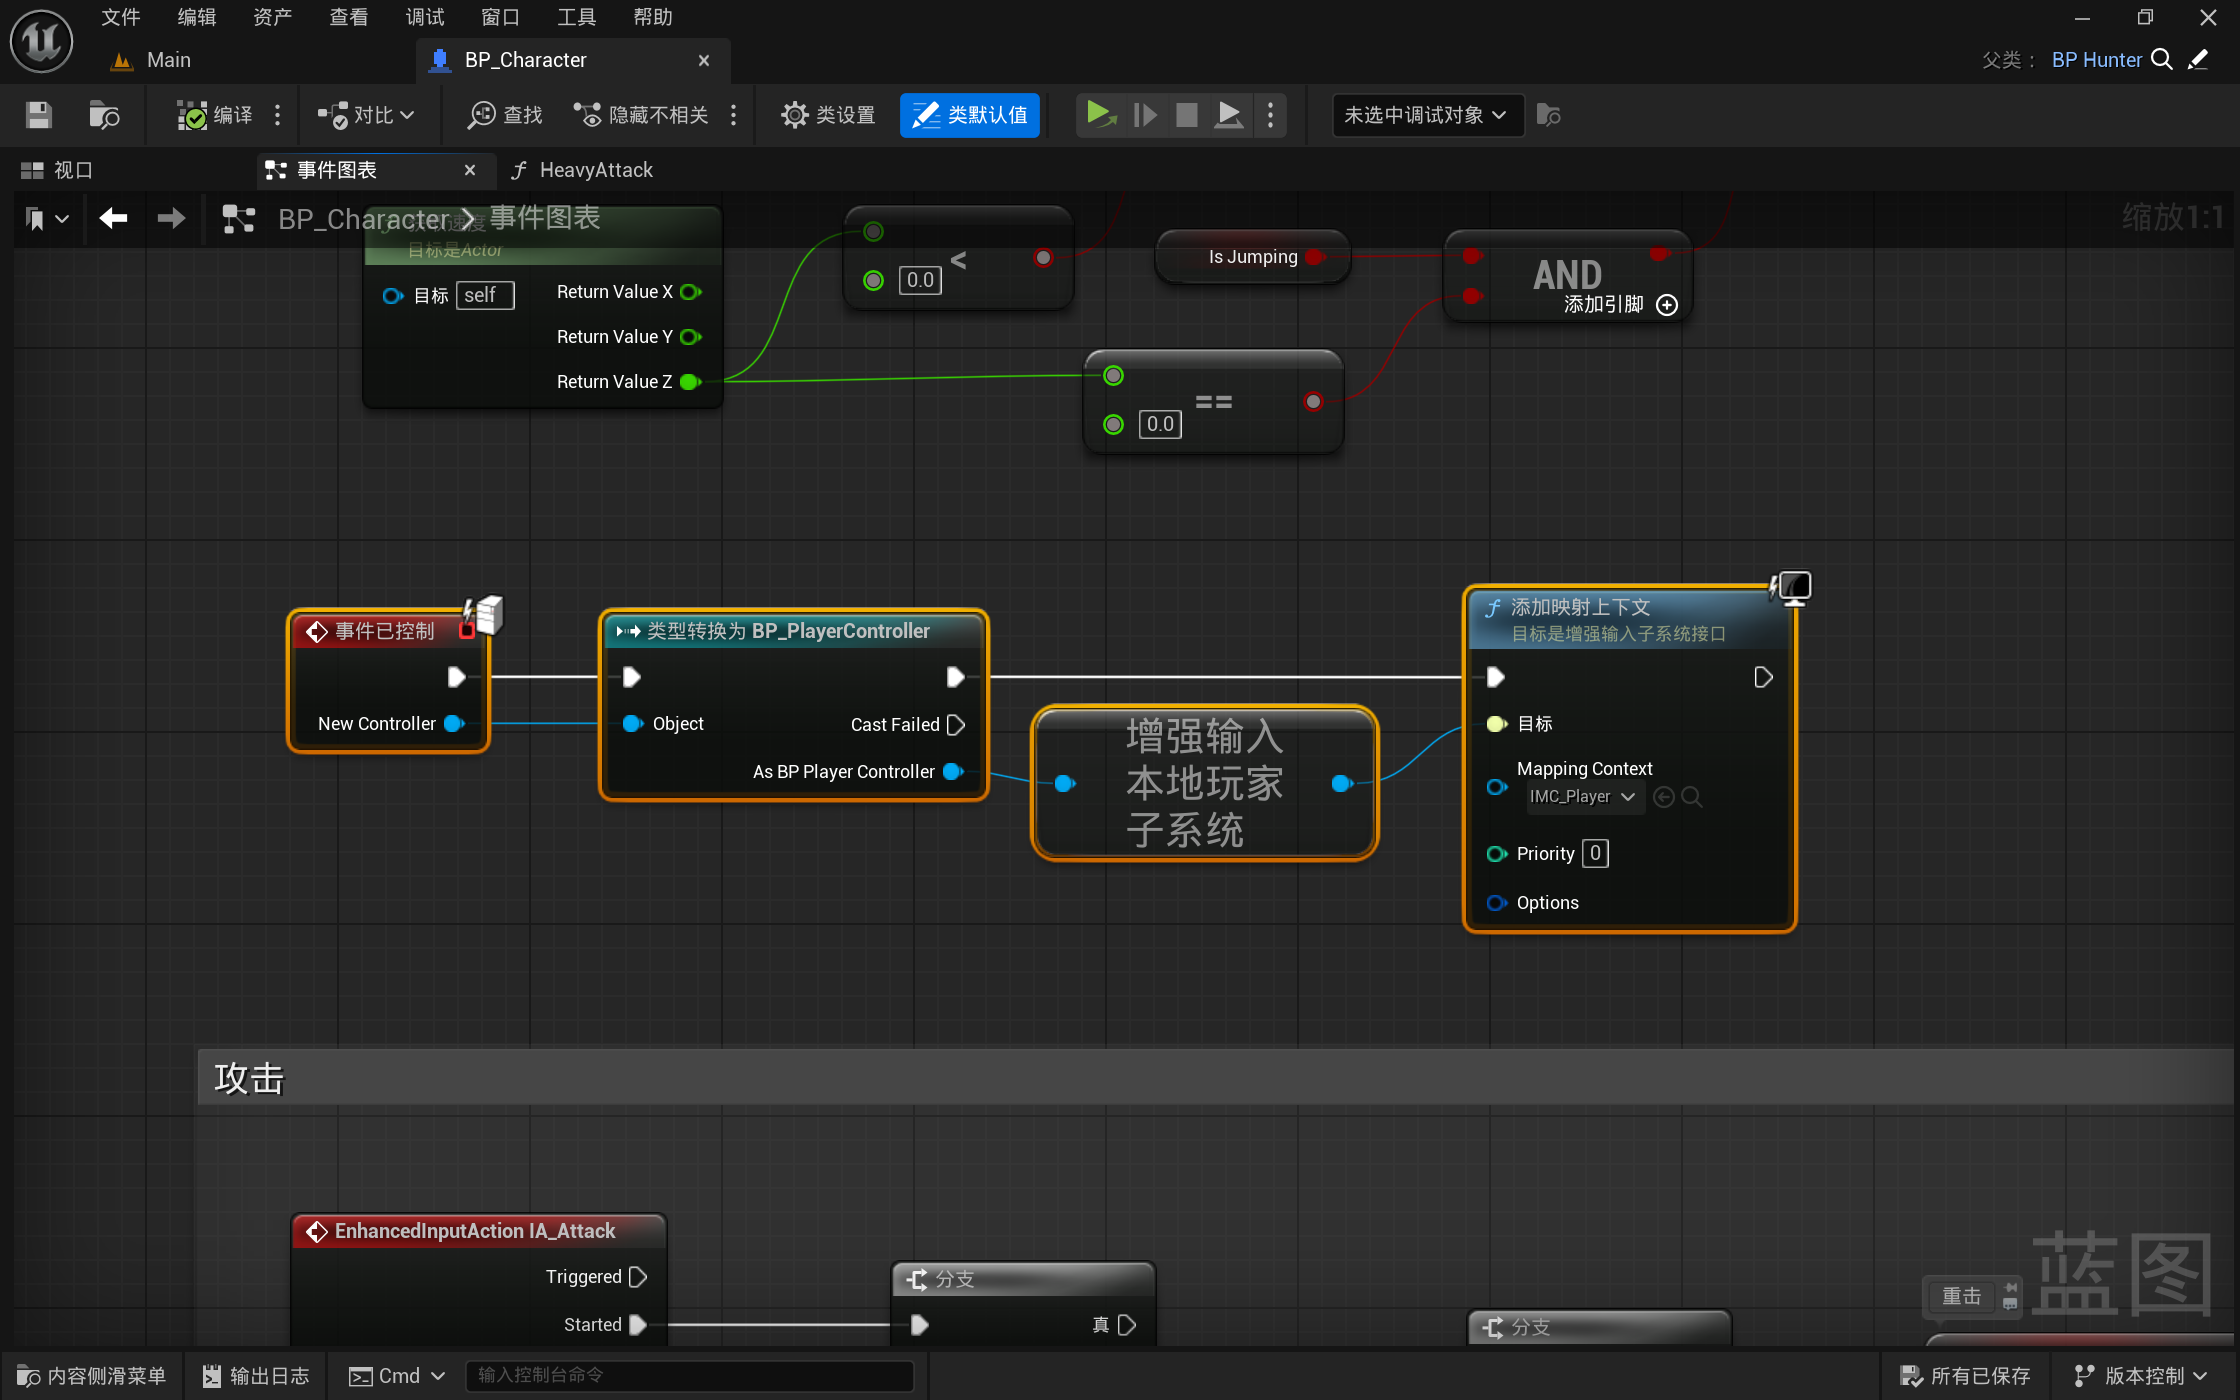 文件 编辑 资产 查看 调试 窗口 工具 帮助
Main
BP_Character
父类： BP Hunter
编译
对比
查找
隐藏不相关
类设置
类默认值
未选中调试对象
视口
事件图表
HeavyAttack
BP_Character 事件图表
缩放1:1
获取速度
目标是Actor
目标 self
Return Value X
Return Value Y
Return Value Z
0.0 <
Is Jumping
AND
添加引脚
==
0.0
事件已控制
New Controller
类型转换为 BP_PlayerController
Object
Cast Failed
As BP Player Controller
增强输入
本地玩家
子系统
添加映射上下文
目标是增强输入子系统接口
目标
Mapping Context
IMC_Player
Priority 0
Options
攻击
EnhancedInputAction IA_Attack
Triggered
Started
分支
真
分支
重击
蓝图
内容侧滑菜单
输出日志
Cmd
输入控制台命令
所有已保存
版本控制